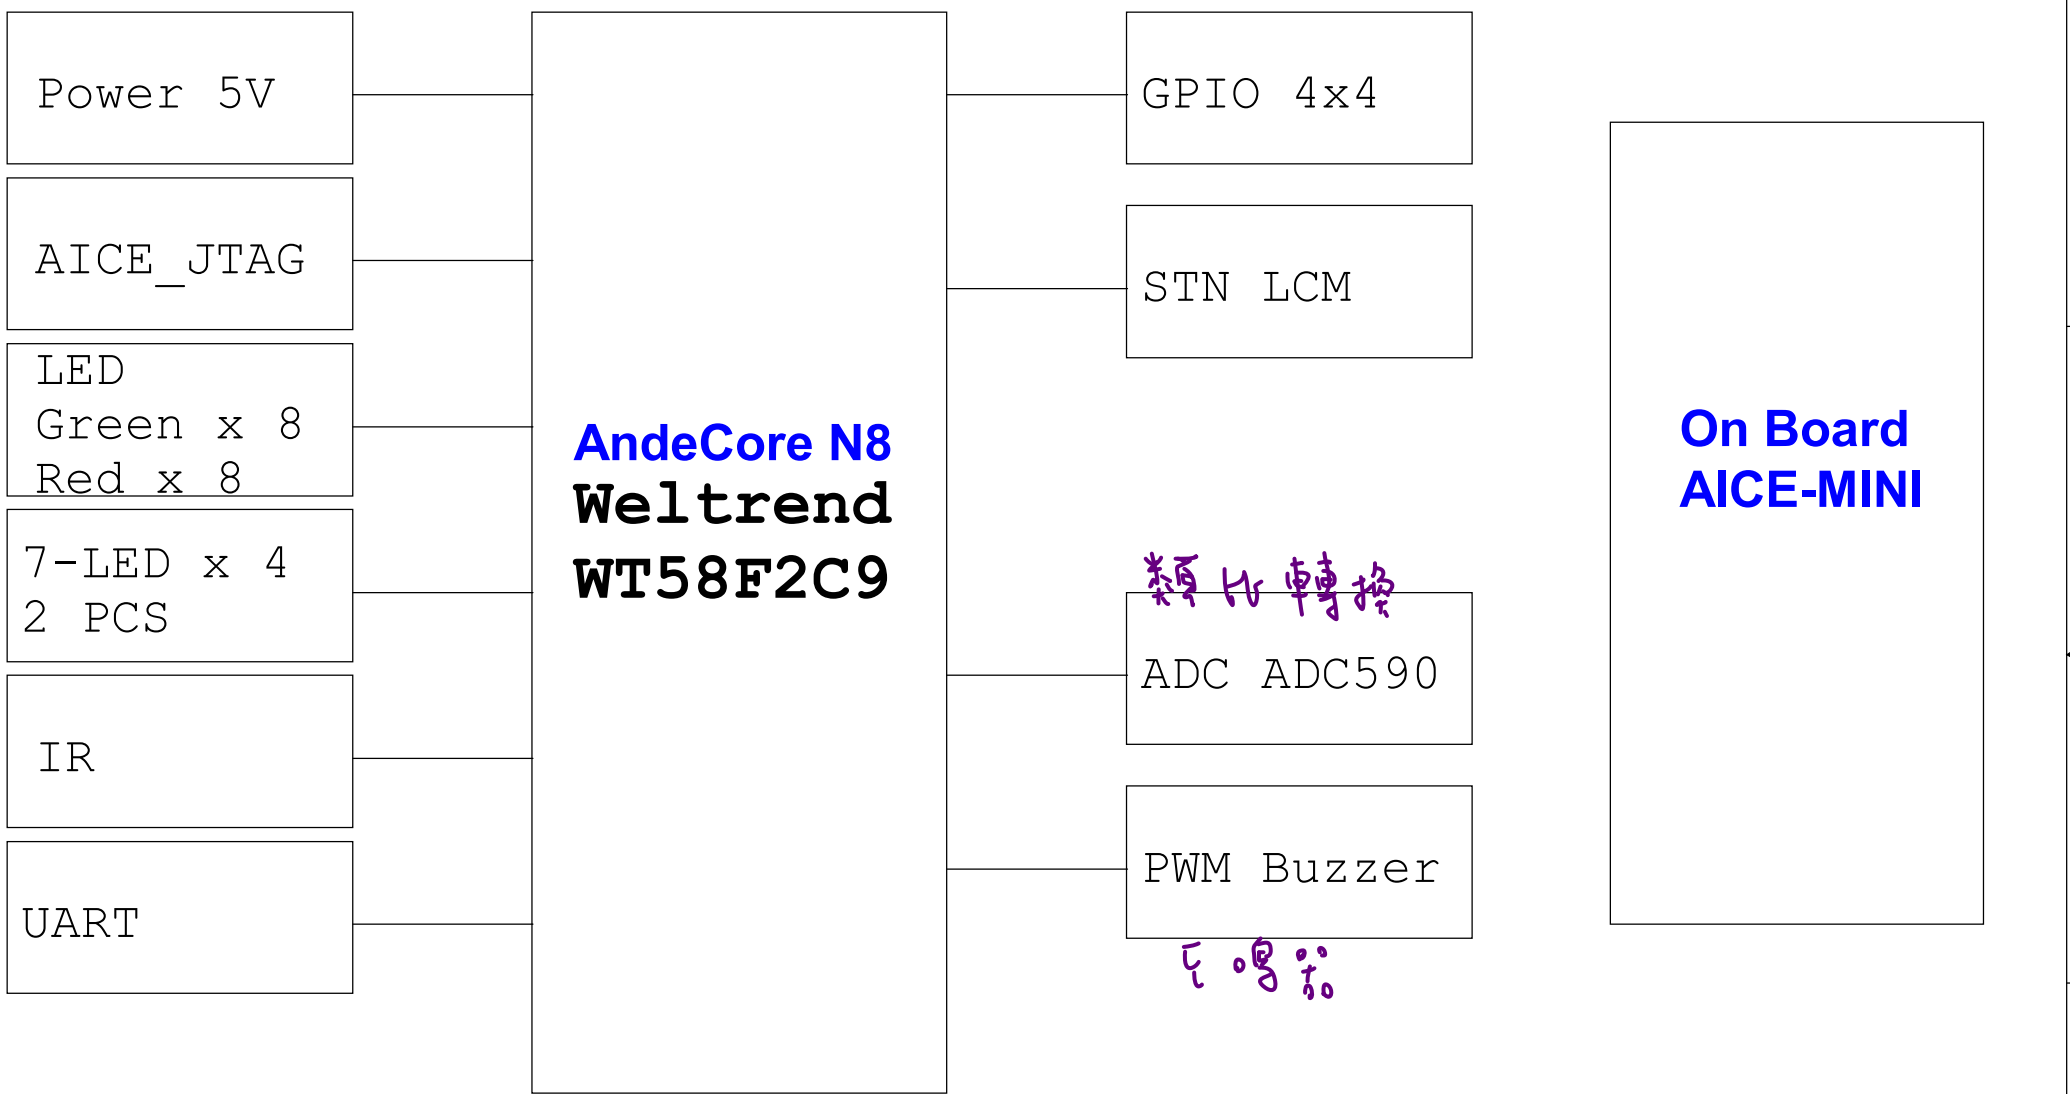 Power 5V
AICE_JTAG
LED
Green x 8
Red x 8
7-LED x 4
2 PCS
IR
UART
AndeCore N8
Weltrend
WT58F2C9
GPIO 4x4
STN LCM
類比轉換
ADC ADC590
PWM Buzzer
鳴器
On Board
AICE-MINI